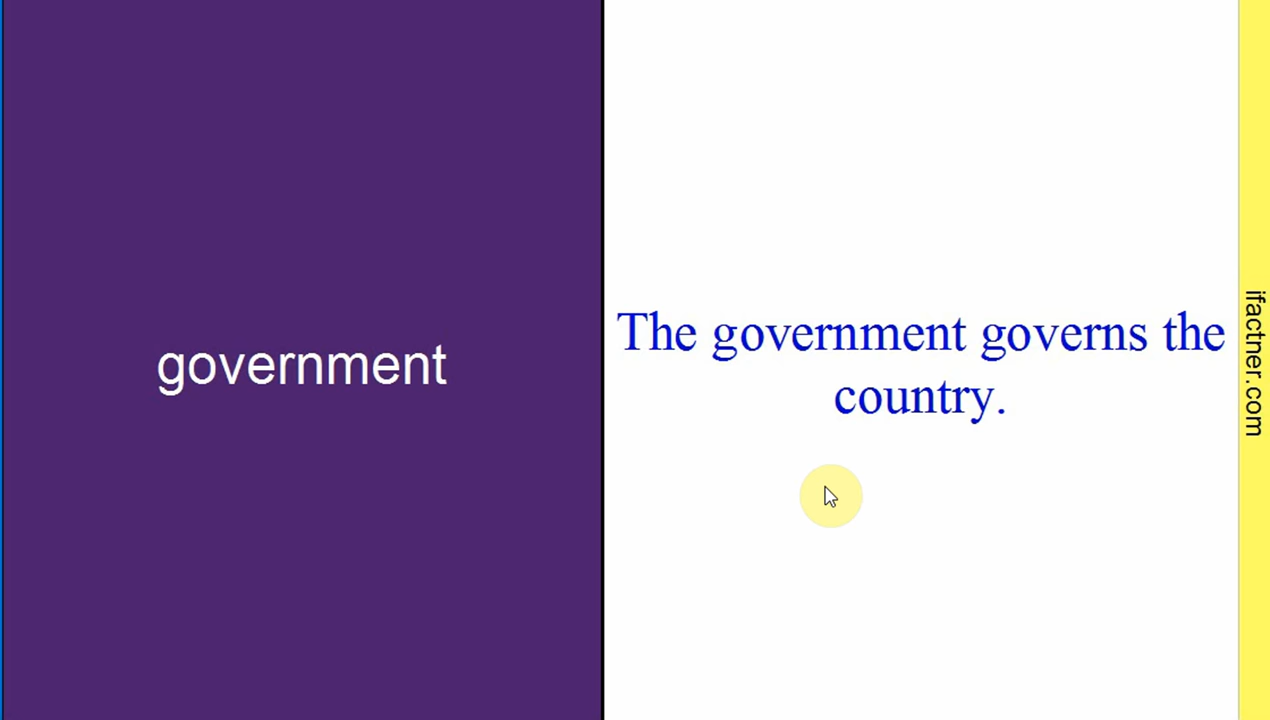 government
The government governs the
country.
ifactner.com